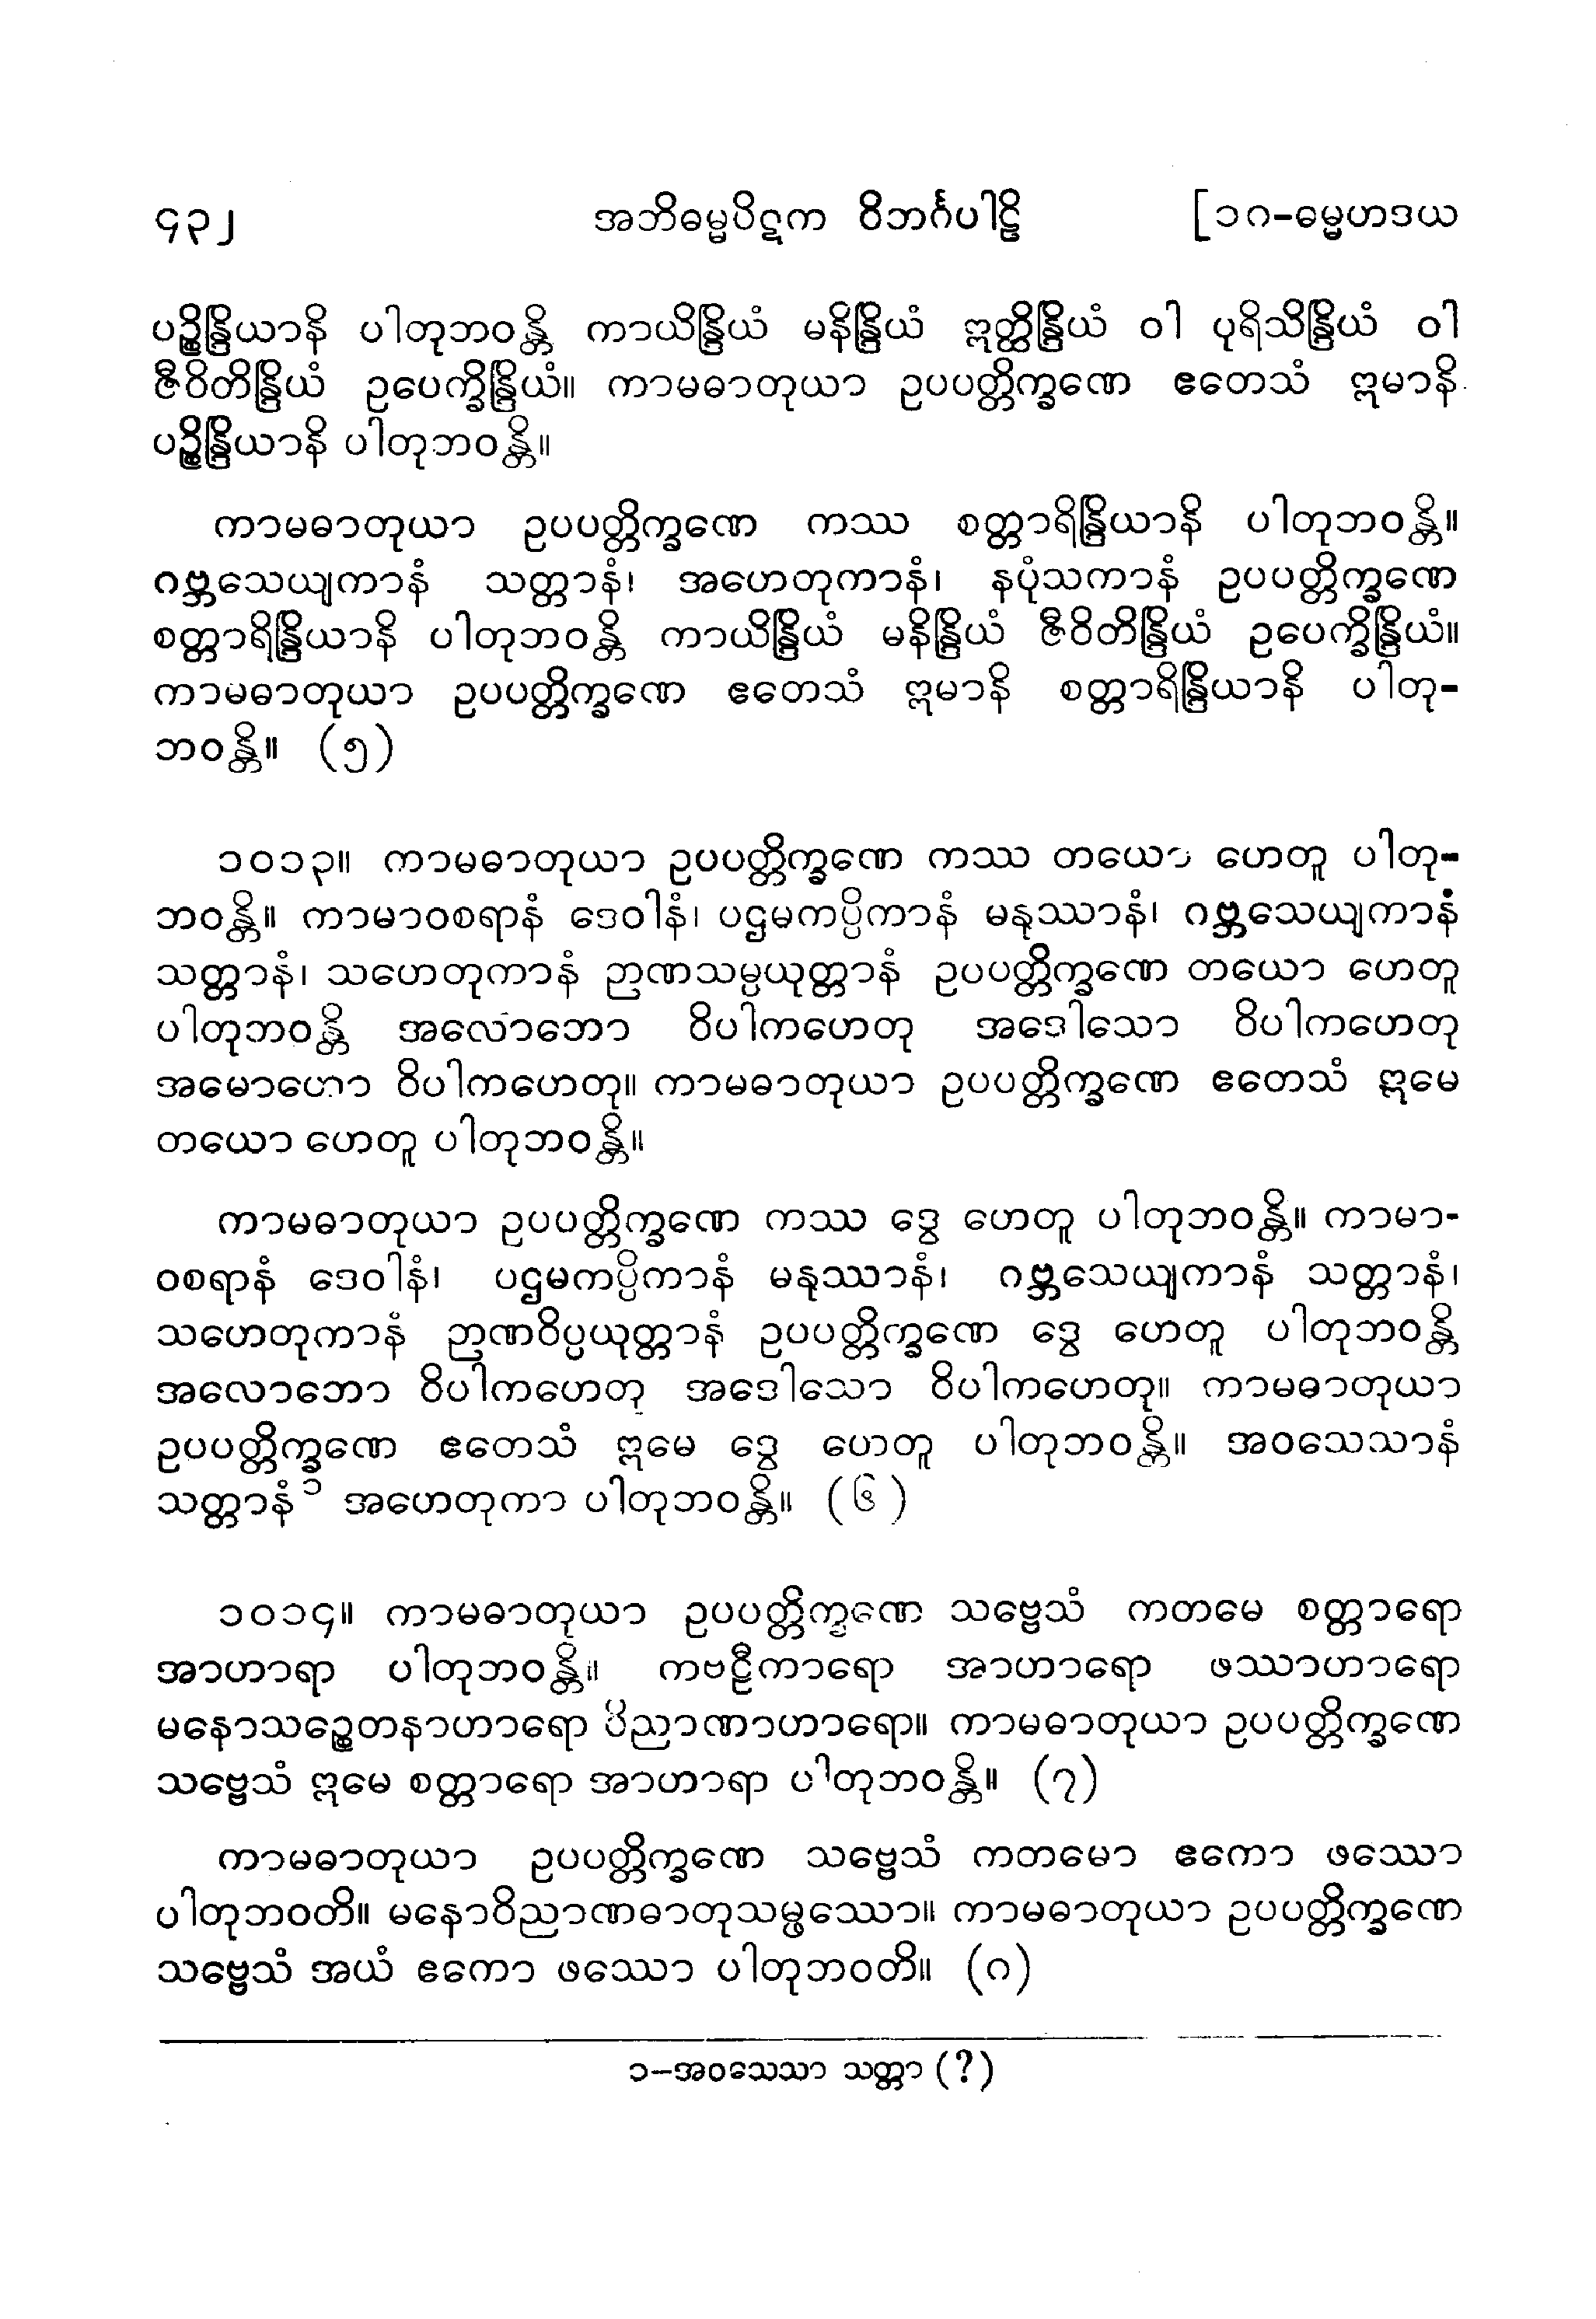 ၄၃၂ အဘိဓမ္မပိဋက ဝိဘင်္ဂပါဠိ [၁၈-ဓမ္မဟဒယ
ပဉ္စိန္ဒြိယာနိ ပါတုဘဝန္တိ ကာယိန္ဒြိယံ မနိန္ဒြိယံ ဣတ္ထိန္ဒြိယံ ဝါ ပုရိသိန္ဒြိယံ ဝါ
ဇီဝိတိန္ဒြိယံ ဥပေက္ခိန္ဒြိယံ။ ကာမဓာတုယာ ဥပပတ္တိက္ခဏေ ဧတေသံ ဣမာနိ
ပဉ္စိန္ဒြိယာနိ ပါတုဘဝန္တိ။
ကာမဓာတုယာ ဥပပတ္တိက္ခဏေ ကဿ စတ္တာရိန္ဒြိယာနိ ပါတုဘဝန္တိ။
ဂဗ္ဘသေယျကာနံ သတ္တာနံ၊ အဟေတုကာနံ၊ နပုံသကာနံ ဥပပတ္တိက္ခဏေ
စတ္တာရိန္ဒြိယာနိ ပါတုဘဝန္တိ ကာယိန္ဒြိယံ မနိန္ဒြိယံ ဇီဝိတိန္ဒြိယံ ဥပေက္ခိန္ဒြိယံ။
ကာမဓာတုယာ ဥပပတ္တိက္ခဏေ ဧတေသံ ဣမာနိ စတ္တာရိန္ဒြိယာနိ ပါတု-
ဘဝန္တိ။ (၅)
၁၀၁၃။ ကာမဓာတုယာ ဥပပတ္တိက္ခဏေ ကဿ တယော ဟေတူ ပါတု-
ဘဝန္တိ။ ကာမာဝစရာနံ ဒေဝါနံ၊ ပဌမကပ္ပိကာနံ မနုဿာနံ၊ ဂဗ္ဘသေယျကာနံ
သတ္တာနံ၊ သဟေတုကာနံ ဉာဏသမ္ပယုတ္တာနံ ဥပပတ္တိက္ခဏေ တယော ဟေတူ
ပါတုဘဝန္တိ အလောဘော ဝိပါကဟေတု အဒေါသော ဝိပါကဟေတု
အမောဟော ဝိပါကဟေတု။ ကာမဓာတုယာ ဥပပတ္တိက္ခဏေ ဧတေသံ ဣမေ
တယော ဟေတူ ပါတုဘဝန္တိ။
ကာမဓာတုယာ ဥပပတ္တိက္ခဏေ ကဿ ဒွေ ဟေတူ ပါတုဘဝန္တိ။ ကာမာ-
ဝစရာနံ ဒေဝါနံ၊ ပဌမကပ္ပိကာနံ မနုဿာနံ၊ ဂဗ္ဘသေယျကာနံ သတ္တာနံ၊
သဟေတုကာနံ ဉာဏဝိပ္ပယုတ္တာနံ ဥပပတ္တိက္ခဏေ ဒွေ ဟေတူ ပါတုဘဝန္တိ
အလောဘော ဝိပါကဟေတု အဒေါသော ဝိပါကဟေတု။ ကာမဓာတုယာ
ဥပပတ္တိက္ခဏေ ဧတေသံ ဣမေ ဒွေ ဟေတူ ပါတုဘဝန္တိ။ အဝသေသာနံ
သတ္တာနံ ၁ အဟေတုကာ ပါတုဘဝန္တိ။ (၆)
၁၀၁၄။ ကာမဓာတုယာ ဥပပတ္တိက္ခဏေ သဗ္ဗေသံ ကတမေ စတ္တာရော
အာဟာရာ ပါတုဘဝန္တိ။ ကဗဠီကာရော အာဟာရော ဖဿာဟာရော
မနောသဉ္စေတနာဟာရော ဝိညာဏာဟာရော။ ကာမဓာတုယာ ဥပပတ္တိက္ခဏေ
သဗ္ဗေသံ ဣမေ စတ္တာရော အာဟာရာ ပါတုဘဝန္တိ။ (၇)
ကာမဓာတုယာ ဥပပတ္တိက္ခဏေ သဗ္ဗေသံ ကတမော ဧကော ဖဿော
ပါတုဘဝတိ။ မနောဝိညာဏဓာတုသမ္ဖဿော။ ကာမဓာတုယာ ဥပပတ္တိက္ခဏေ
သဗ္ဗေသံ အယံ ဧကော ဖဿော ပါတုဘဝတိ။ (၈)
၁-အဝသေသာ သတ္တာ (?)